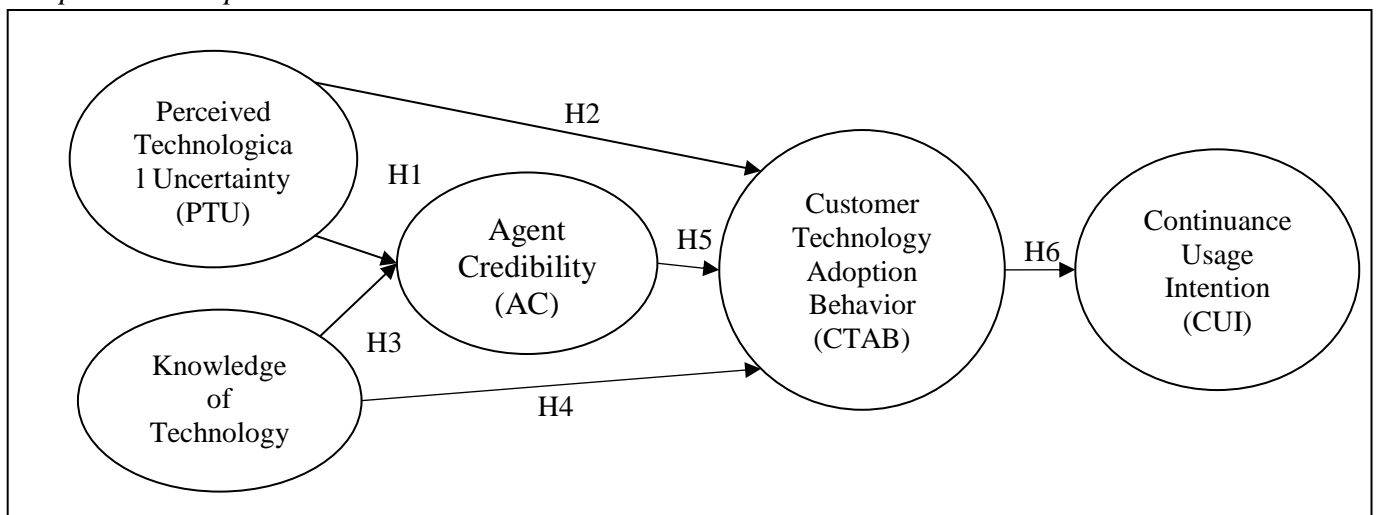 Perceived
Technologica
l Uncertainty
(PTU)
H1
H2
Agent
Credibility
(AC)
H3
Knowledge
of
Technology
H4
H5
Customer
Technology
Adoption
Behavior
(CTAB)
H6
Continuance
Usage
Intention
(CUI)